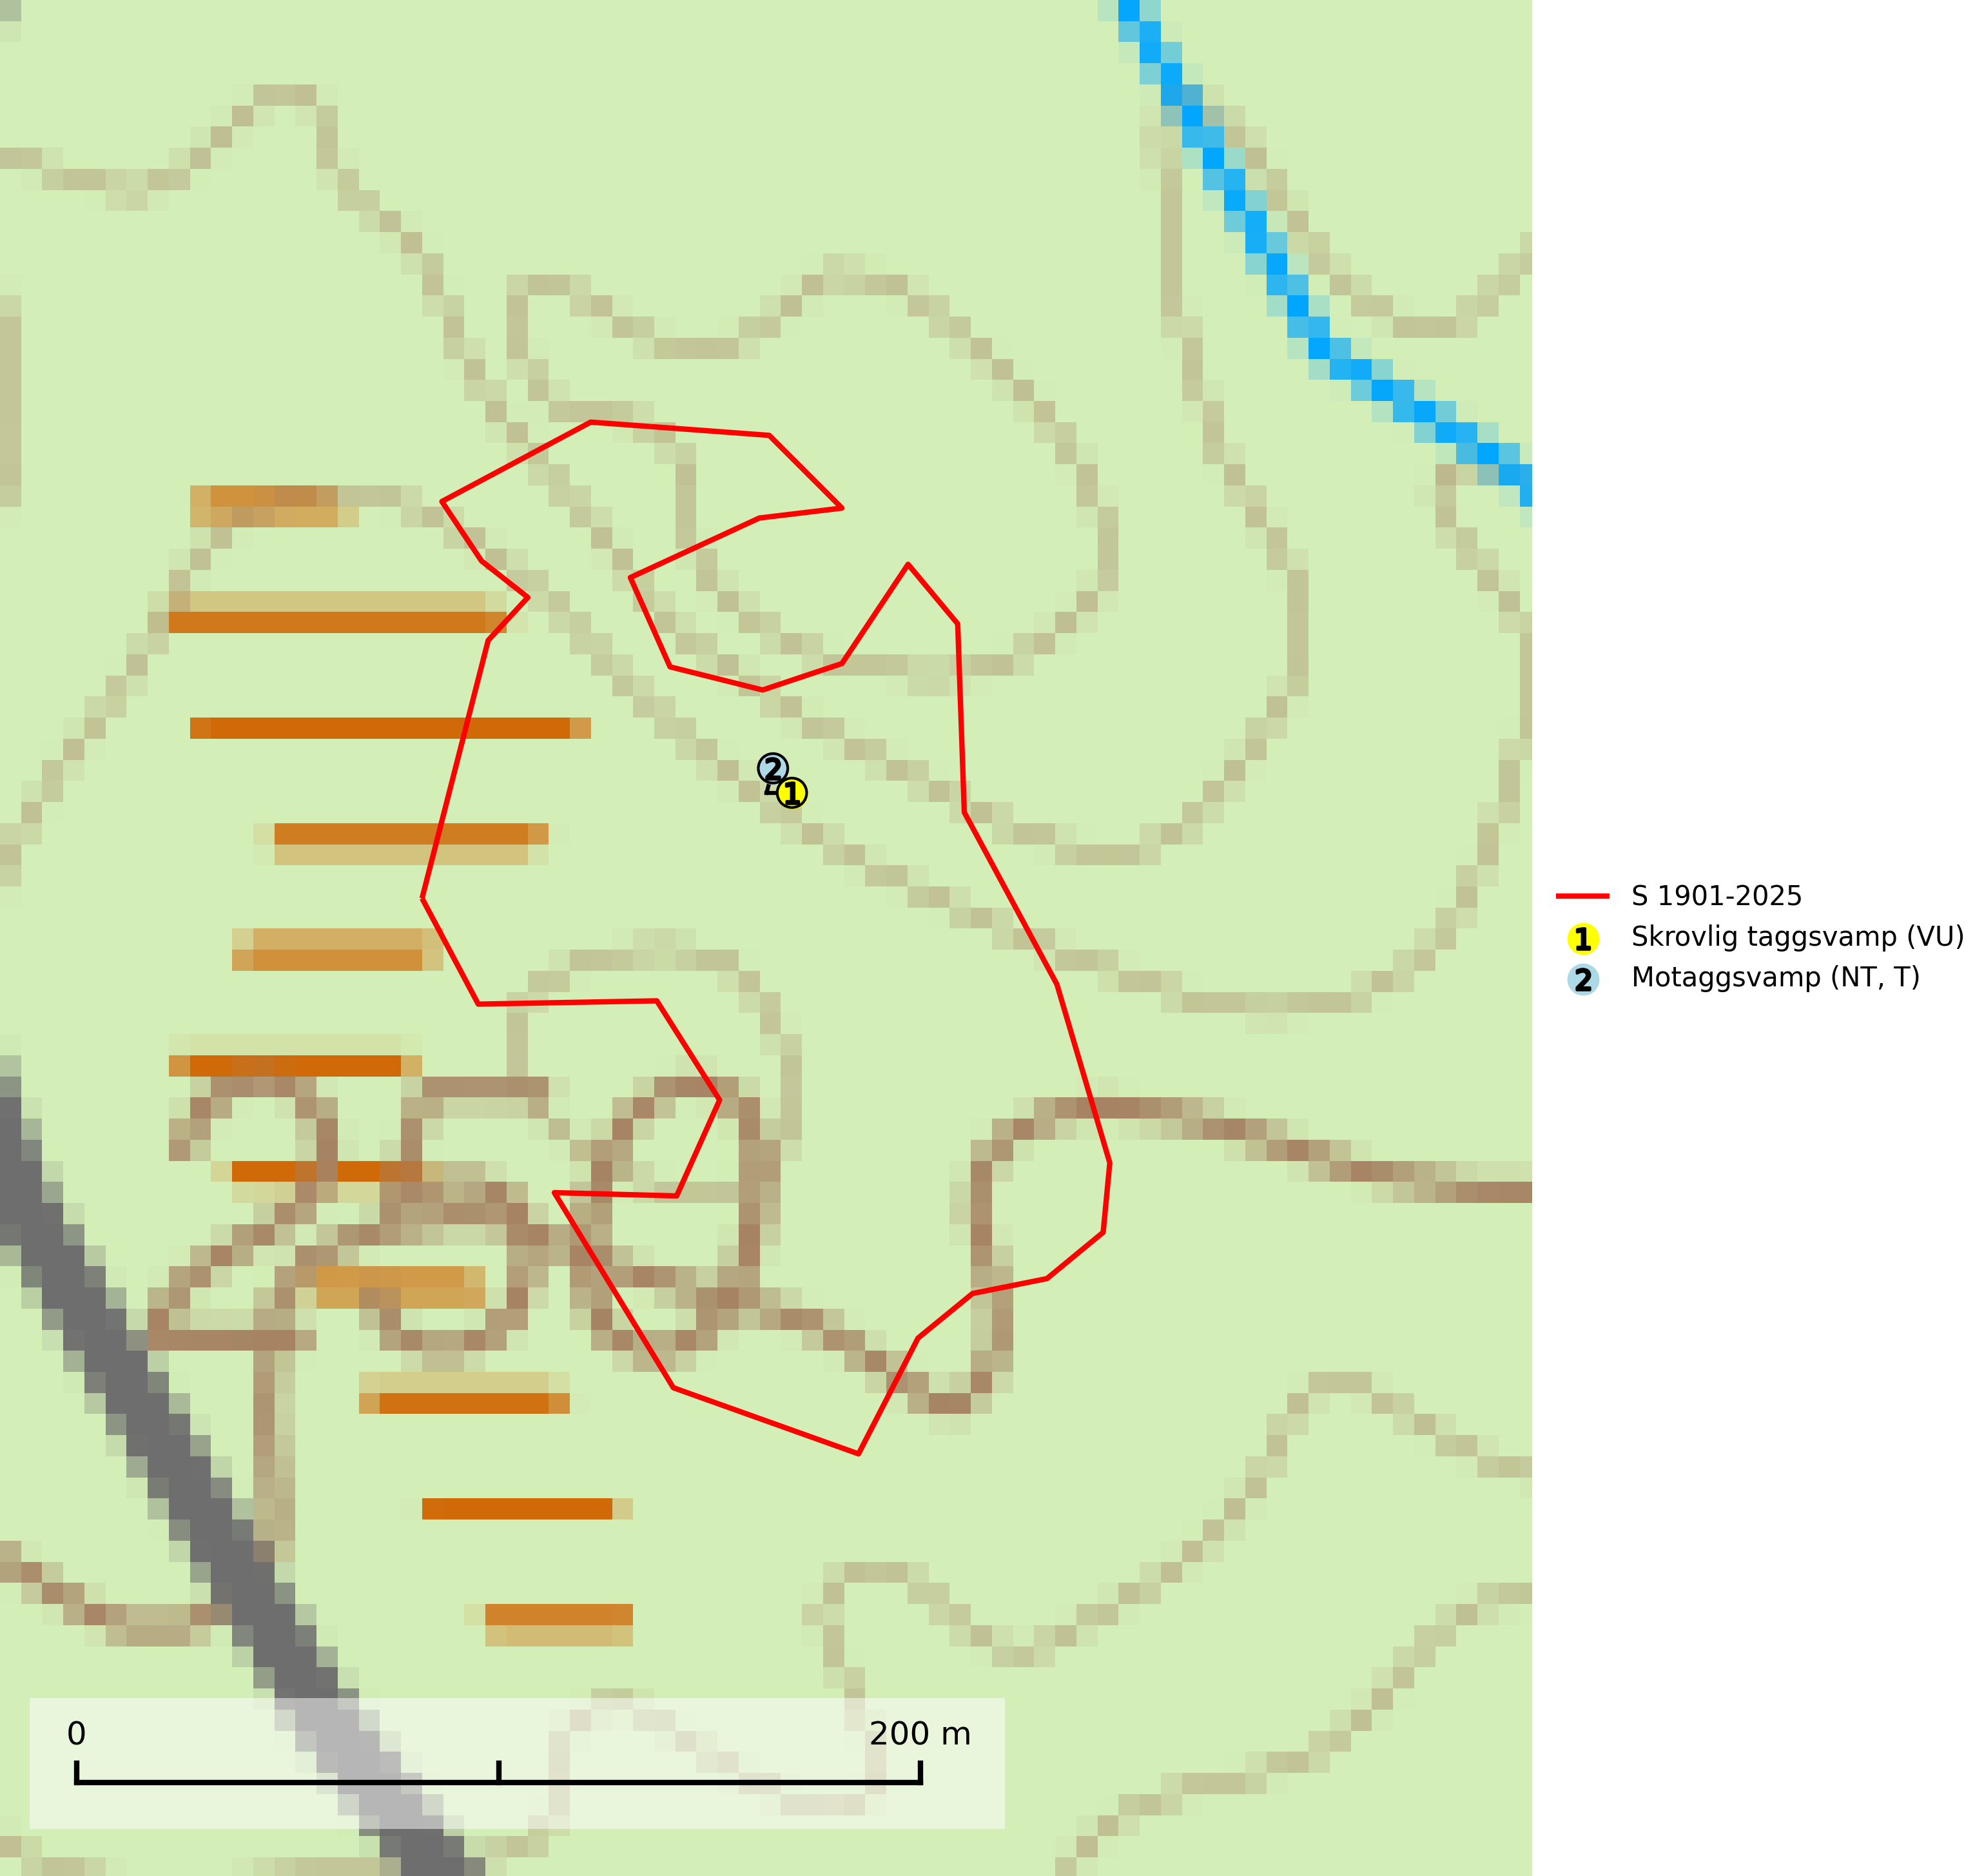 2
1
S 1901-2025
1 Skrovlig taggsvamp (VU)
2 Motaggsvamp (NT, T)
0 200 m